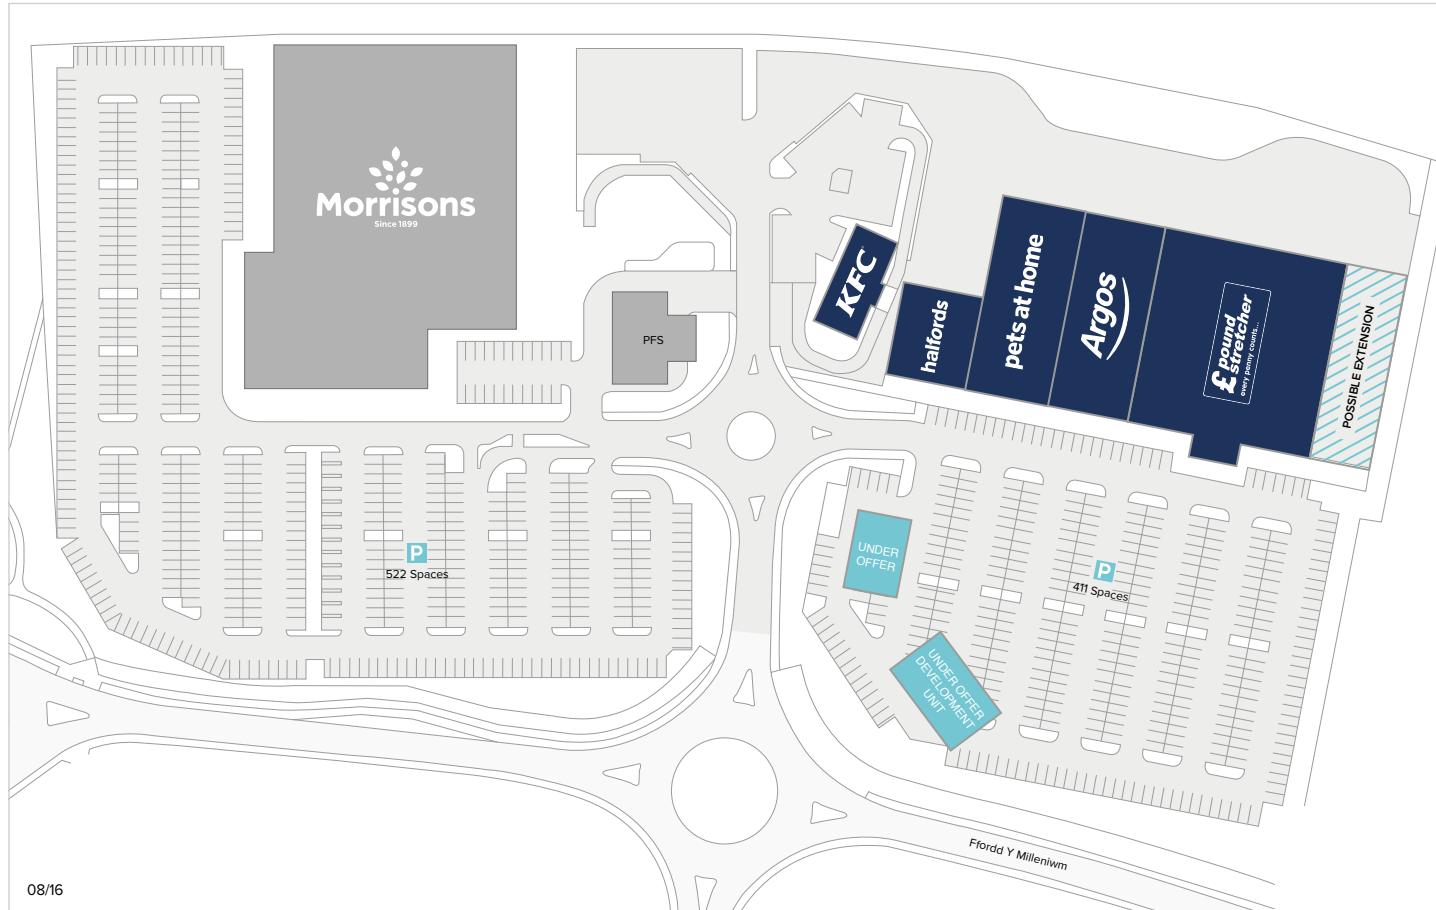 Morrisons
Since 1899
PFS
KFC
halfords
pets at home
Argos
£ pound
stretcher
every penny counts...
POSSIBLE EXTENSION
P
522 Spaces
UNDER
OFFER
P
411 Spaces
UNDER OFFER
DEVELOPMENT
UNIT
Ffordd Y Mileniwm
08/16